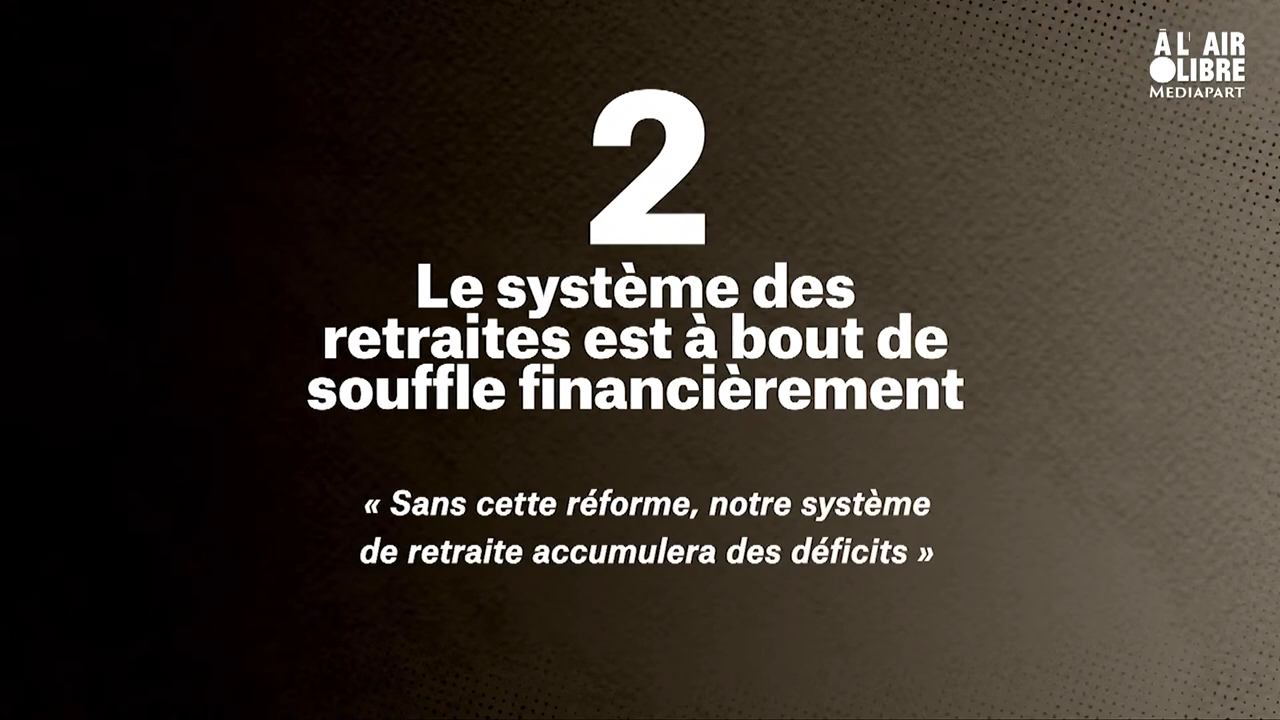 À L' AIR
LIBRE
MEDIAPART
2
Le système des
retraites est à bout de
souffle financièrement
« Sans cette réforme, notre système
de retraite accumulera des déficits »